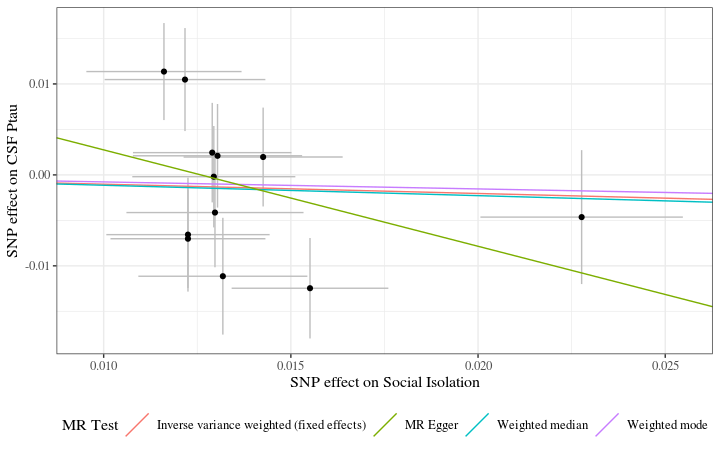 SNP effect on CSF Ptau
0.01
0.00
-0.01
0.010 0.015 0.020 0.025
SNP effect on Social Isolation
MR Test Inverse variance weighted (fixed effects) MR Egger Weighted median Weighted mode